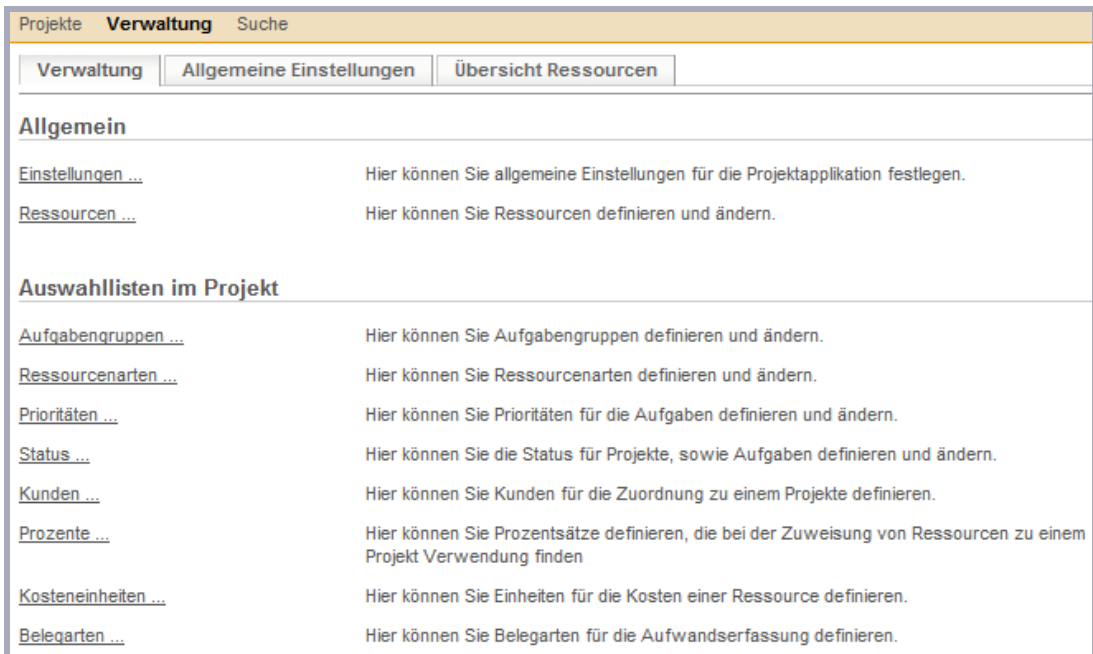 Projekte Verwaltung Suche
Verwaltung Allgemeine Einstellungen Übersicht Ressourcen
Allgemein
Einstellungen ... Hier können Sie allgemeine Einstellungen für die Projektapplikation festlegen.
Ressourcen ... Hier können Sie Ressourcen definieren und ändern.
Auswahllisten im Projekt
Aufgabengruppen ... Hier können Sie Aufgabengruppen definieren und ändern.
Ressourcenarten ... Hier können Sie Ressourcenarten definieren und ändern.
Prioritäten ... Hier können Sie Prioritäten für die Aufgaben definieren und ändern.
Status ... Hier können Sie die Status für Projekte, sowie Aufgaben definieren und ändern.
Kunden ... Hier können Sie Kunden für die Zuordnung zu einem Projekte definieren.
Prozente ... Hier können Sie Prozentsätze definieren, die bei der Zuweisung von Ressourcen zu einem
Projekt Verwendung finden
Kosteneinheiten ... Hier können Sie Einheiten für die Kosten einer Ressource definieren.
Belegarten ... Hier können Sie Belegarten für die Aufwandserfassung definieren.